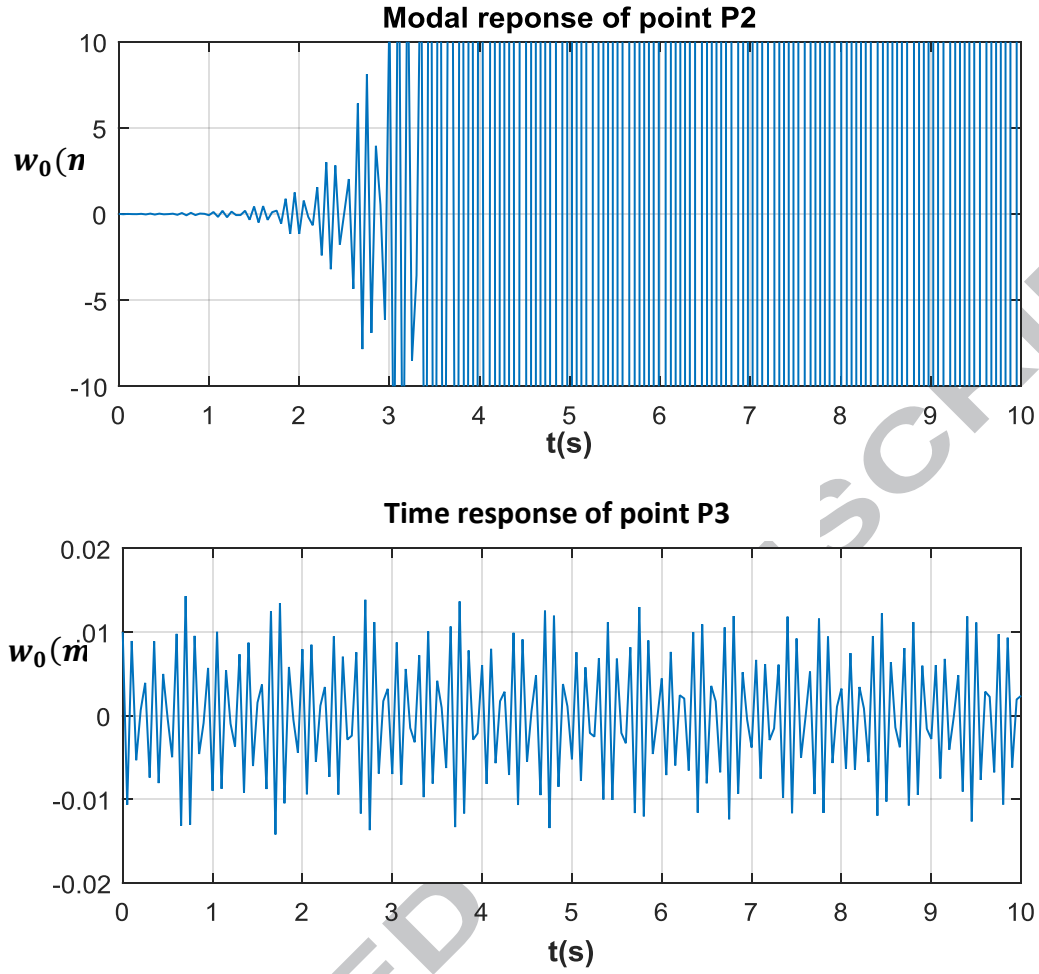 Modal reponse of point P2
10
5
w₀(n
0
-5
-10
0 1 2 3 4 5 6 7 8 9 10
t(s)
Time response of point P3
0.02
.01
w₀(m
0
-0.01
-0.02
0 1 2 3 4 5 6 7 8 9 10
t(s)